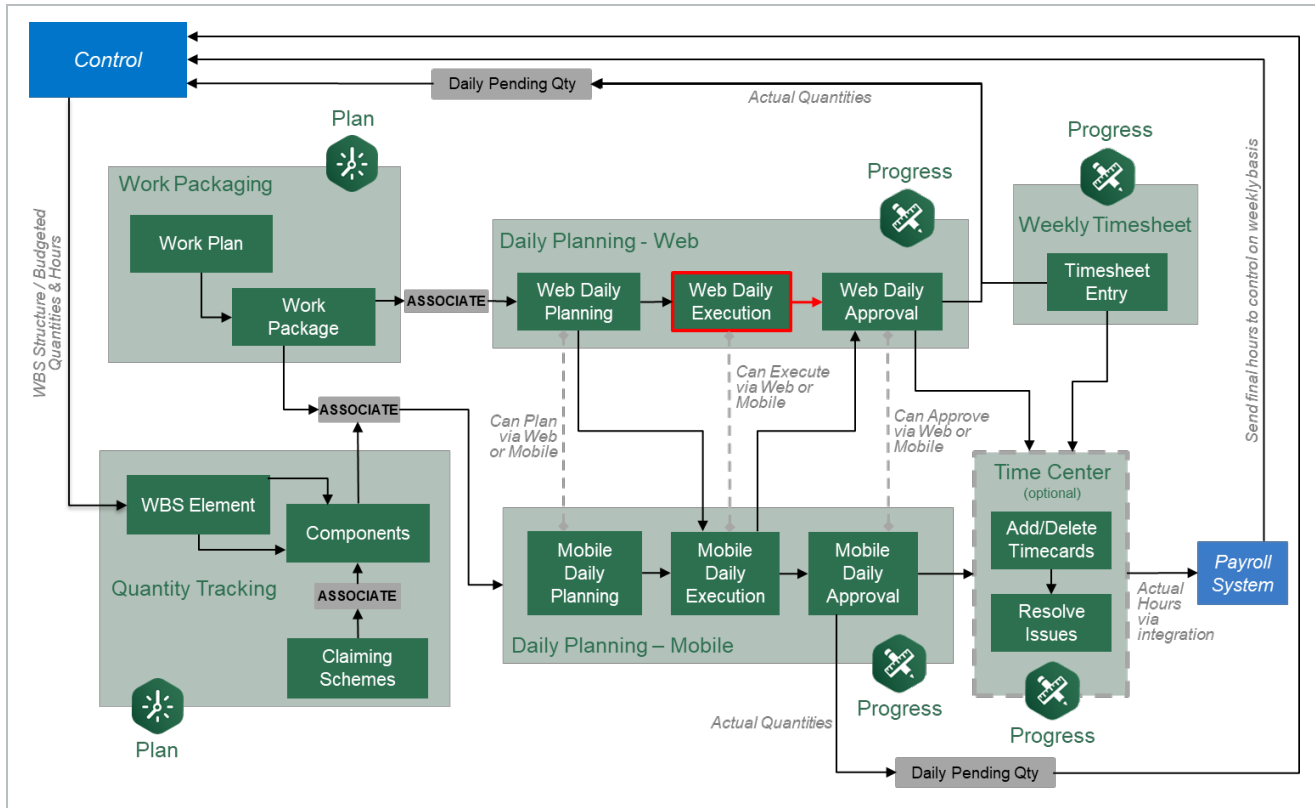 Control
Daily Pending Qty
Actual Quantities
Plan
Progress
Progress
Work Packaging
Work Plan
Work
Package
ASSOCIATE
Daily Planning - Web
Web Daily
Planning
Web Daily
Execution
Web Daily
Approval
Weekly Timesheet
Timesheet
Entry
WBS Structure / Budgeted
Quantities & Hours
Send final hours to control on weekly basis
Can Plan
via Web
or Mobile
Can Execute
via Web or
Mobile
Can Approve
via Web or
Mobile
ASSOCIATE
WBS Element
Components
Quantity Tracking
ASSOCIATE
Claiming
Schemes
Plan
Mobile
Daily
Planning
Mobile
Daily
Execution
Mobile
Daily
Approval
Daily Planning – Mobile
Progress
Time Center
(optional)
Add/Delete
Timecards
Resolve
Issues
Progress
Actual
Hours
via
integration
Payroll
System
Actual Quantities
Daily Pending Qty